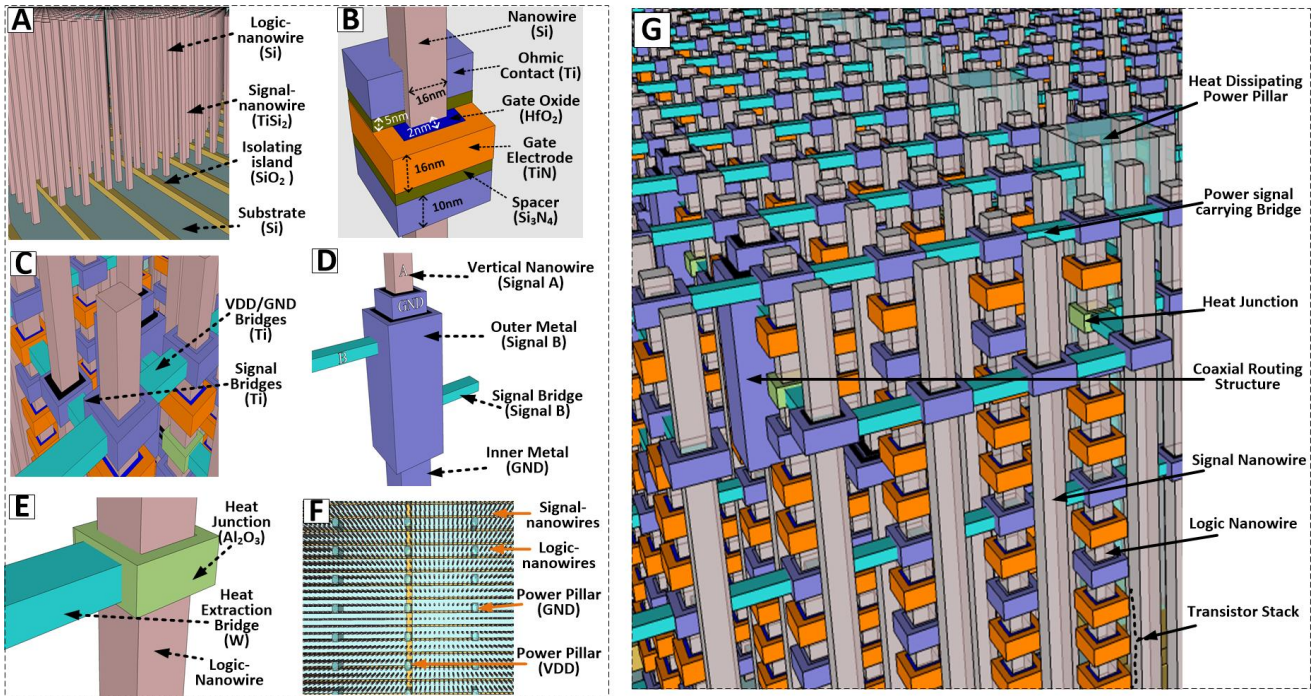 A
Logic-
nanowire
(Si)
Signal-
nanowire
(TiSi2)
Isolating
island
(SiO2 )
Substrate
(Si)
B
Nanowire
(Si)
Ohmic
Contact (Ti)
16nm
5nm
Gate Oxide
(HfO2)
2nm
Gate
Electrode
(TiN)
16nm
Spacer
(Si3N4)
10nm
C
VDD/GND
Bridges
(Ti)
Signal
Bridges
(Ti)
D
A
Vertical Nanowire
(Signal A)
GND
Outer Metal
(Signal B)
B
Signal Bridge
(Signal B)
Inner Metal
(GND)
E
Heat
Junction
(Al2O3)
Heat
Extraction
Bridge
(W)
Logic-
Nanowire
F
Signal-
nanowires
Logic-
nanowires
Power Pillar
(GND)
Power Pillar
(VDD)
G
Heat Dissipating
Power Pillar
Power signal
carrying Bridge
Heat Junction
Coaxial Routing
Structure
Signal Nanowire
Logic Nanowire
Transistor Stack